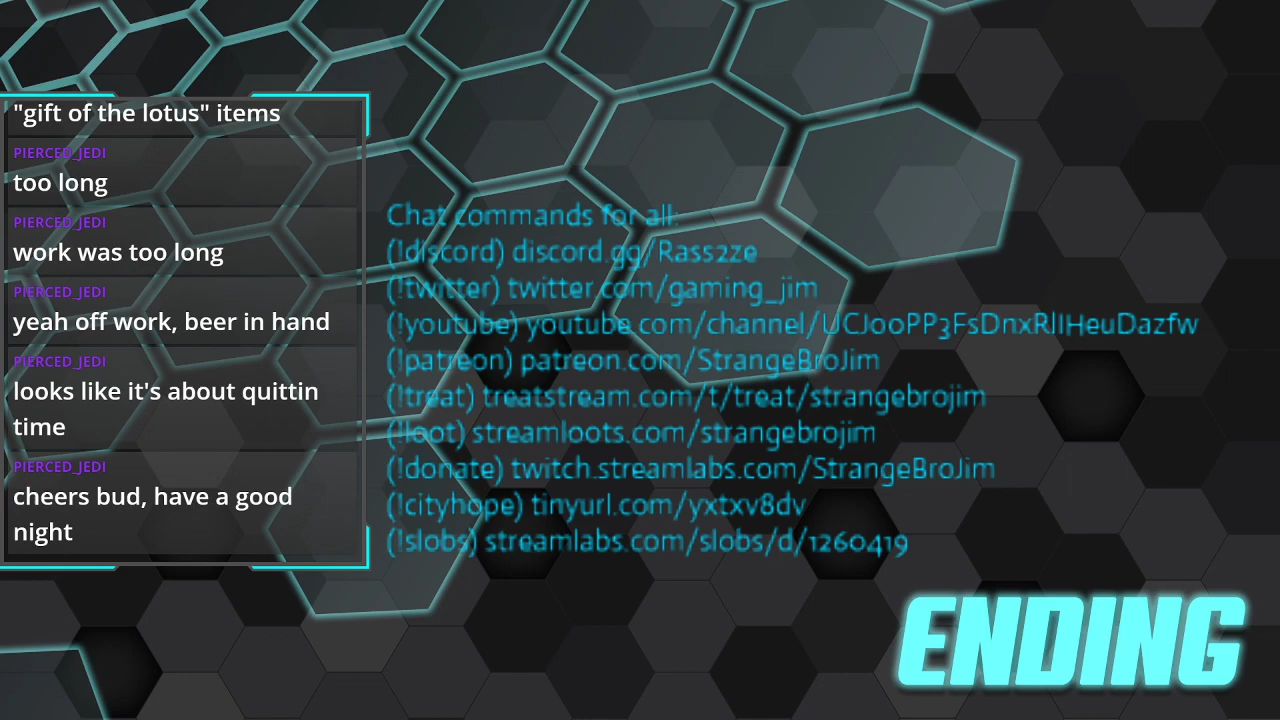 "gift of the lotus" items
PIERCED_JEDI
too long
PIERCED_JEDI
work was too long
PIERCED_JEDI
yeah off work, beer in hand
PIERCED_JEDI
looks like it's about quittin
time
PIERCED_JEDI
cheers bud, have a good
night
Chat commands for all:
(!discord) discord.gg/Rass2ze
(!twitter) twitter.com/gaming_jim
(!youtube) youtube.com/channel/UCJooPP3FsDnxRlIHeuDazfw
(!patreon) patreon.com/StrangeBroJim
(!treat) treatstream.com/t/treat/strangebrojim
(!loot) streamloots.com/strangebrojim
(!donate) twitch.streamlabs.com/StrangeBroJim
(!cityhope) tinyurl.com/yxtxv8dv
(!slobs) streamlabs.com/slobs/d/1260419
ENDING